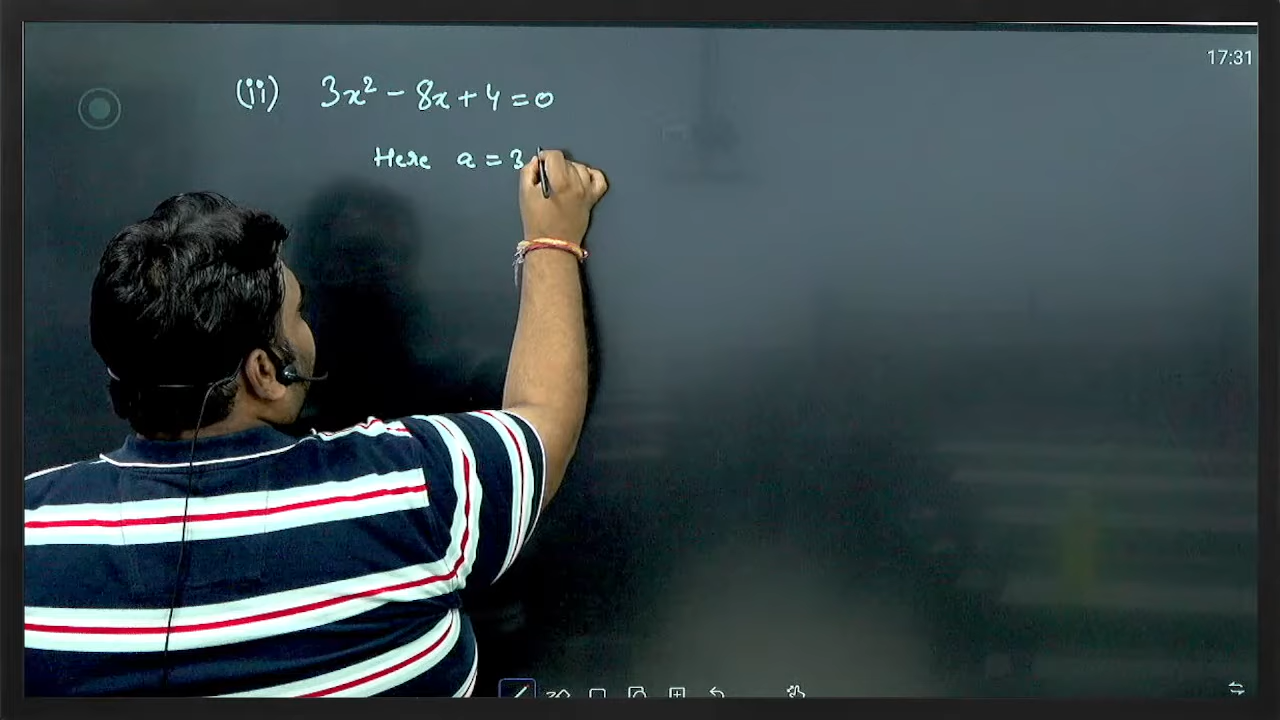 17:31
(ii) 3x² - 8x + 4 = 0
Here a = 3